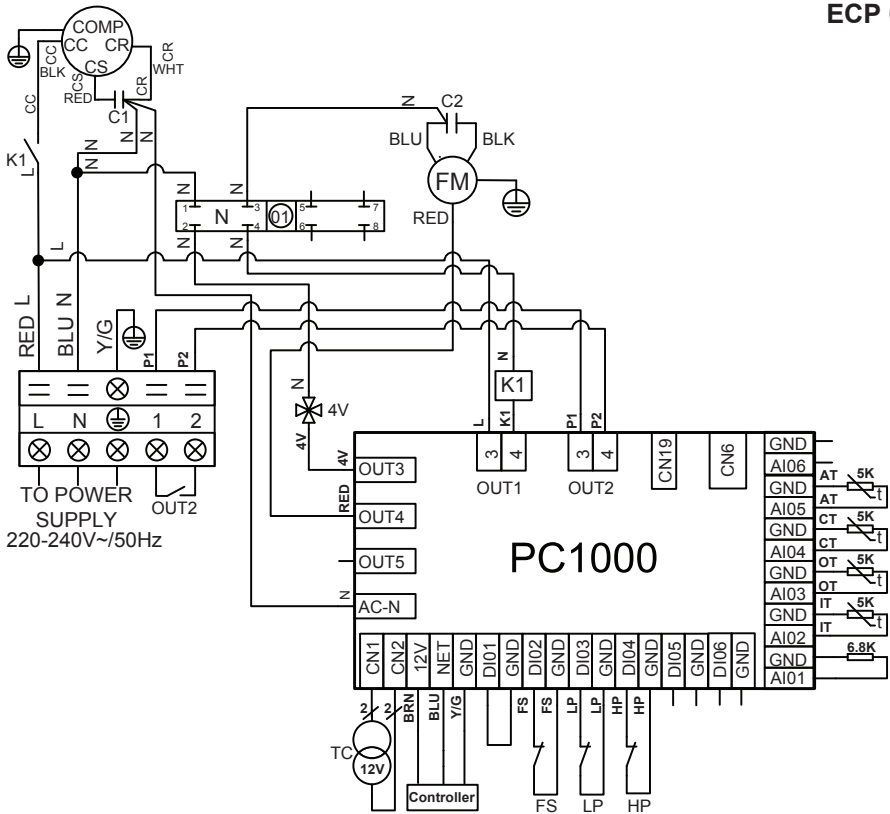 ECP
COMP
CC CR
CS
CC
BLK
CS
RED
CR
WHT
CR
C1
CC
N
N
N
N
N
K1
L
L
N
C2
BLU
BLK
FM
RED
N
N
1
3
5
7
N
01
2
4
6
8
N
N
RED L
BLU N
Y/G
P1
P2
L
N
1
2
TO POWER
SUPPLY
220-240V~/50Hz
OUT2
N
4V
4V
4V
RED
N
L
N
K1
K1
P1
P2
3
4
OUT1
3
4
OUT2
CN19
CN6
OUT3
OUT4
OUT5
AC-N
PC1000
GND
AI06
GND
AI05
GND
AI04
GND
AI03
GND
AI02
GND
AI01
AT
5K
t
AT
CT
5K
t
CT
OT
5K
t
OT
IT
5K
t
IT
6.8K
CN1
CN2
12V
NET
GND
DI01
GND
DI02
GND
DI03
GND
DI04
GND
DI05
GND
DI06
GND
2
2
BRN
BLU
Y/G
FS
FS
LP
LP
HP
HP
TC
12V
Controller
FS
LP
HP